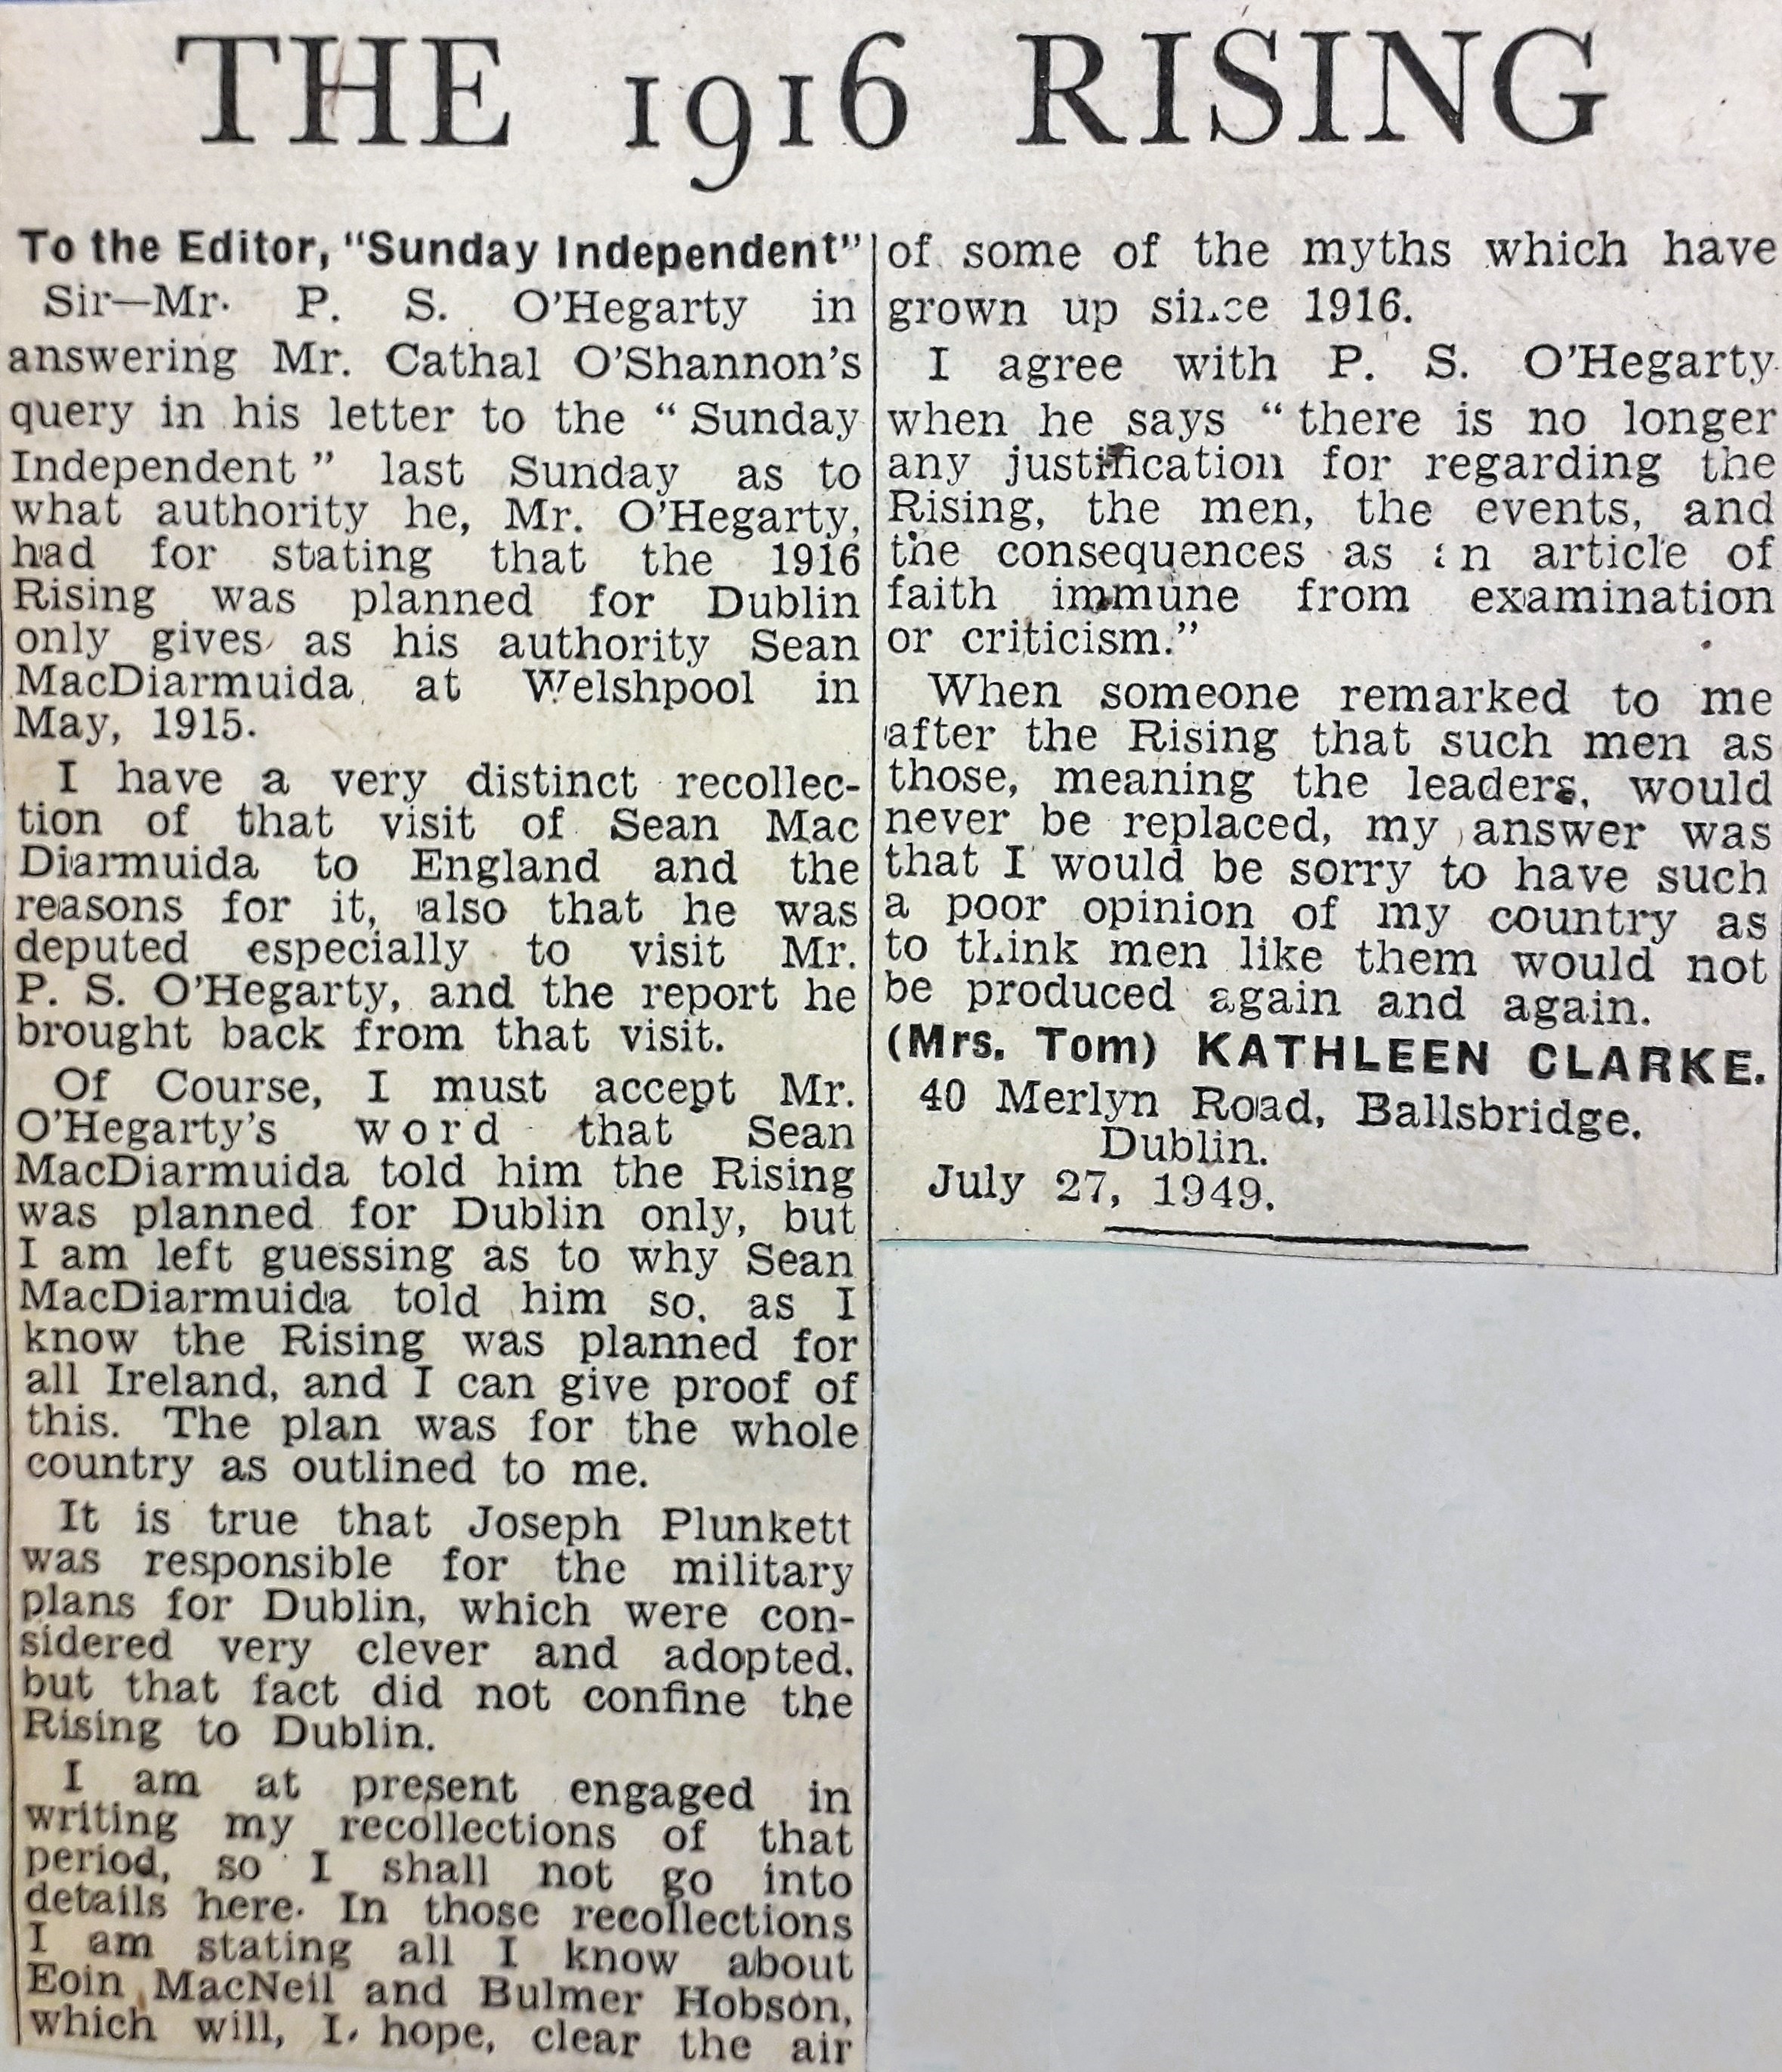 THE 1916 RISING
To the Editor, "Sunday Independent"
Sir—Mr. P. S. O'Hegarty in
answering Mr. Cathal O'Shannon's
query in his letter to the "Sunday
Independent" last Sunday as to
what authority he, Mr. O'Hegarty,
had for stating that the 1916
Rising was planned for Dublin
only gives as his authority Sean
MacDiarmuida at Welshpool in
May, 1915.
I have a very distinct recollec-
tion of that visit of Sean Mac
Diarmuida to England and the
reasons for it, also that he was
deputed especially to visit Mr.
P. S. O'Hegarty, and the report he
brought back from that visit.
Of Course, I must accept Mr.
O'Hegarty's word that Sean
MacDiarmuida told him the Rising
was planned for Dublin only, but
I am left guessing as to why Sean
MacDiarmuida told him so, as I
know the Rising was planned for
all Ireland, and I can give proof of
this. The plan was for the whole
country as outlined to me.
It is true that Joseph Plunkett
was responsible for the military
plans for Dublin, which were con-
sidered very clever and adopted,
but that fact did not confine the
Rising to Dublin.
I am at present engaged in
writing my recollections of that
period, so I shall not go into
details here. In those recollections
I am stating all I know about
Eoin MacNeil and Bulmer Hobson,
which will, I hope, clear the air
of some of the myths which have
grown up since 1916.
I agree with P. S. O'Hegarty
when he says "there is no longer
any justification for regarding the
Rising, the men, the events, and
the consequences as an article of
faith immune from examination
or criticism."
When someone remarked to me
after the Rising that such men as
those, meaning the leaders, would
never be replaced, my answer was
that I would be sorry to have such
a poor opinion of my country as
to think men like them would not
be produced again and again.
(Mrs. Tom) KATHLEEN CLARKE.
40 Merlyn Road, Ballsbridge,
Dublin.
July 27, 1949.